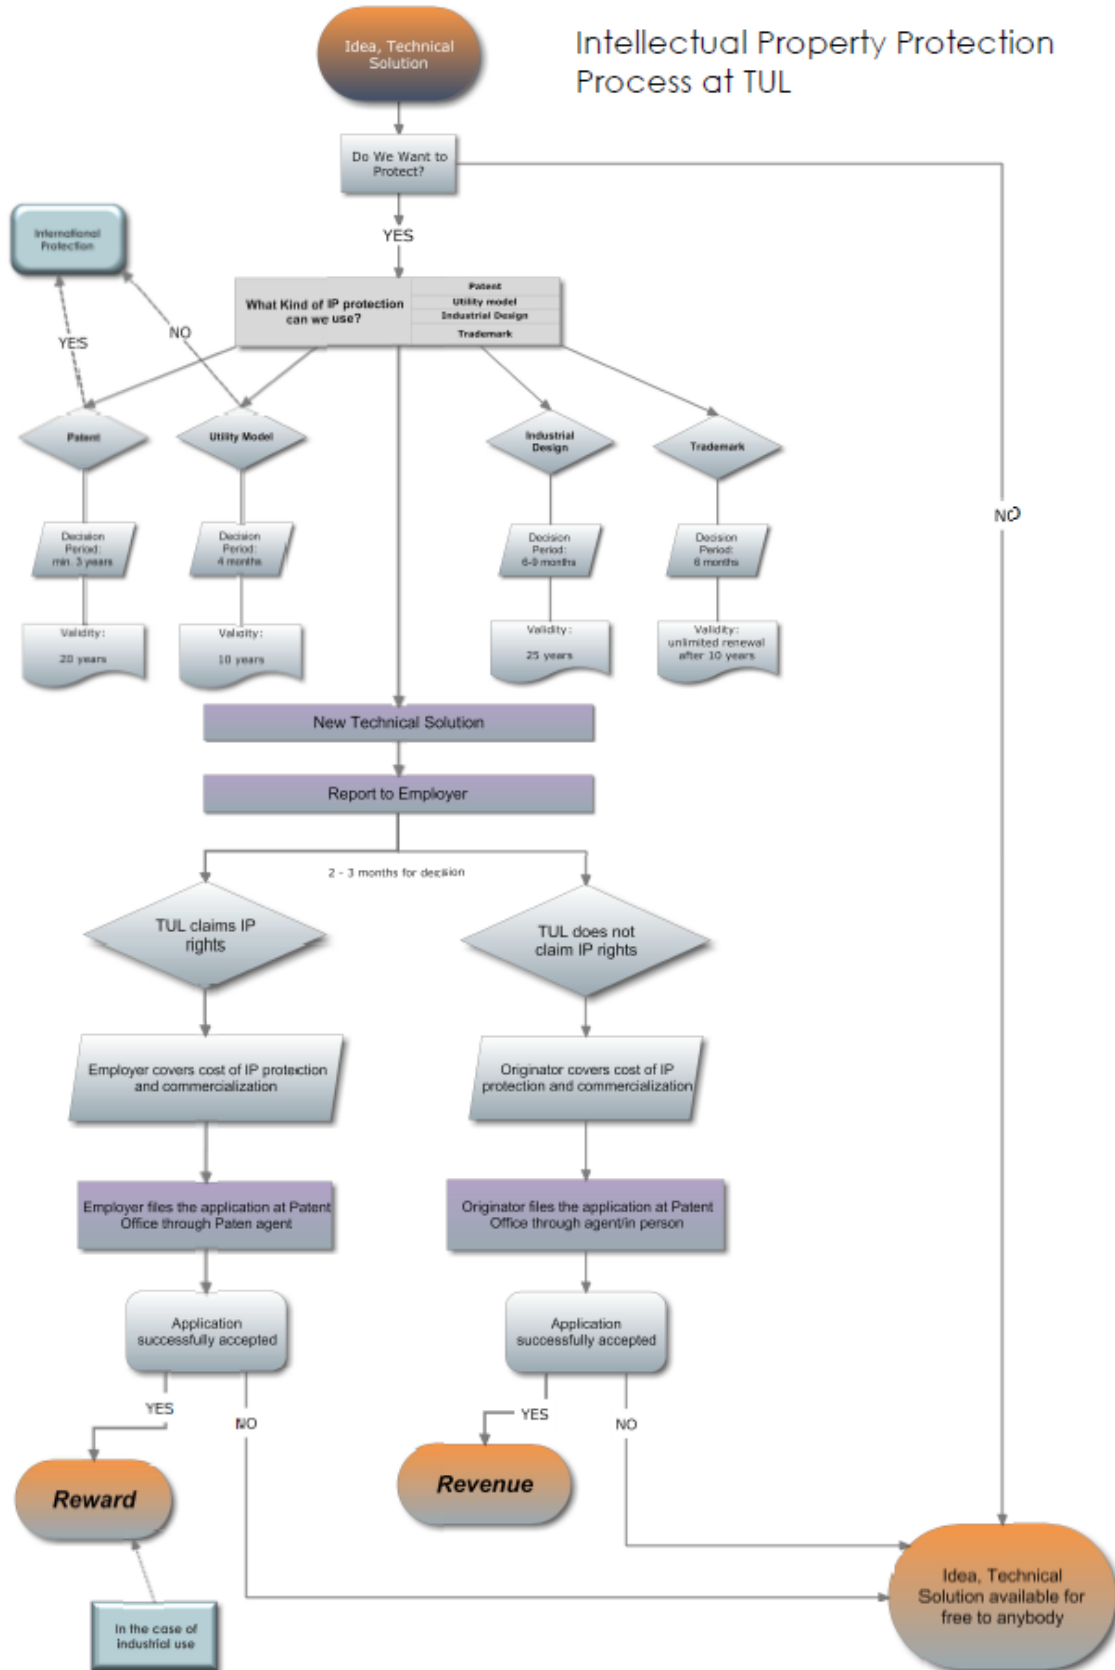 Intellectual Property Protection
Process at TUL
Idea, Technical
Solution
Do We Want to
Protect?
YES
NO
International
Protection
YES
NO
What Kind of IP protection
can we use?
Patent
Utility model
Industrial Design
Trademark
Patent
Utility Model
Industrial
Design
Trademark
Decision
Period:
min. 3 years
Decision
Period:
4 months
Decision
Period:
6-9 months
Decision
Period:
6 months
Validity:
20 years
Validity:
10 years
Validity:
25 years
Validity:
unlimited renewal
after 10 years
New Technical Solution
Report to Employer
2 - 3 months for decision
TUL claims IP
rights
TUL does not
claim IP rights
Employer covers cost of IP protection
and commercialization
Originator covers cost of IP
protection and commercialization
Employer files the application at Patent
Office through Paten agent
Originator files the application at Patent
Office through agent/in person
Application
successfully accepted
Application
successfully accepted
YES
NO
YES
NO
Reward
Revenue
In the case of
industrial use
Idea, Technical
Solution available for
free to anybody